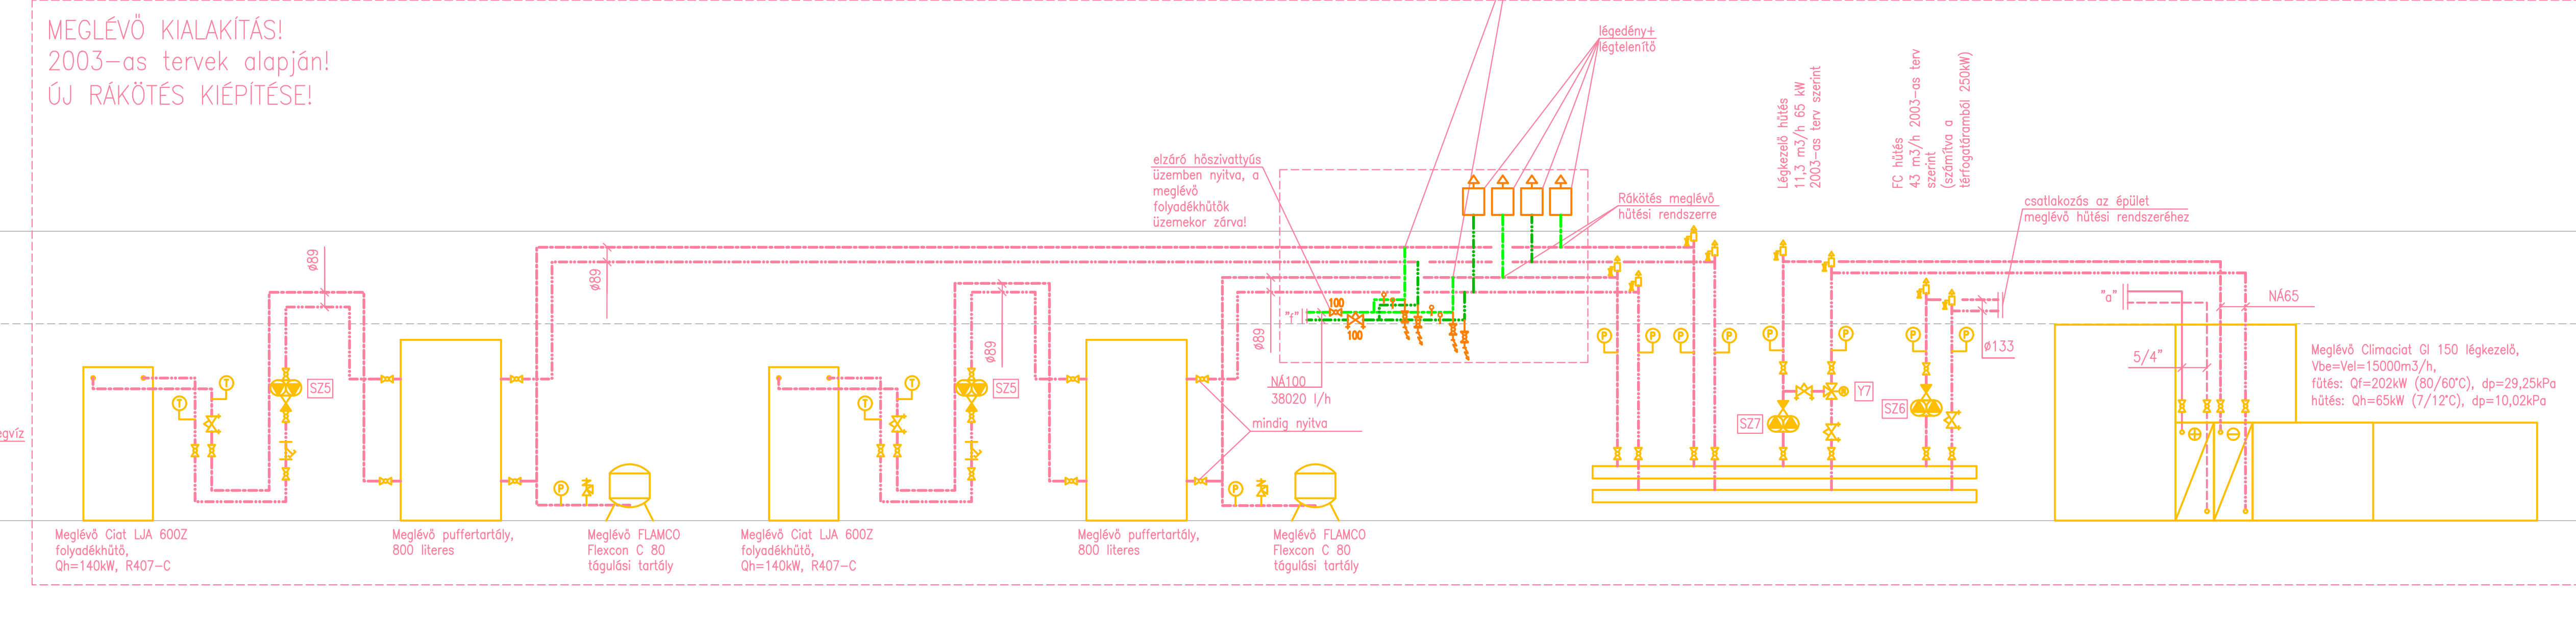 MEGLÉVŐ KIALAKÍTÁS!
2003-as tervek alapján!
ÚJ RÁKÖTÉS KIÉPÍTÉSE!
légedény+
légtelenítő
Légkezelő hűtés
11,3 m3/h 65 kW
2003-as terv szerint
FC hűtés
43 m3/h 2003-as terv
szerint
(számítva a
térfogatáramból 250kW)
elzáró hőszivattyús
üzemben nyitva, a
meglévő
folyadékhűtők
üzemekor zárva!
Rákötés meglévő
hűtési rendszerre
csatlakozás az épület
meglévő hűtési rendszeréhez
ø89
ø89
ø89
ø89
"f"
100
100
NÁ100
38020 l/h
mindig nyitva
"a"
NÁ65
5/4"
ø133
T
T
SZ5
T
T
SZ5
P
P
P
P
P
P
P
P
P
P
SZ7
Y7
SZ6
Meglévő Climaciat GI 150 légkezelő,
Vbe=Vel=15000m3/h,
fűtés: Qf=202kW (80/60°C), dp=29,25kPa
hűtés: Qh=65kW (7/12°C), dp=10,02kPa
egvíz
Meglévő Ciat LJA 600Z
folyadékhűtő,
Qh=140kW, R407-C
Meglévő puffertartály,
800 literes
Meglévő FLAMCO
Flexcon C 80
tágulási tartály
Meglévő Ciat LJA 600Z
folyadékhűtő,
Qh=140kW, R407-C
Meglévő puffertartály,
800 literes
Meglévő FLAMCO
Flexcon C 80
tágulási tartály